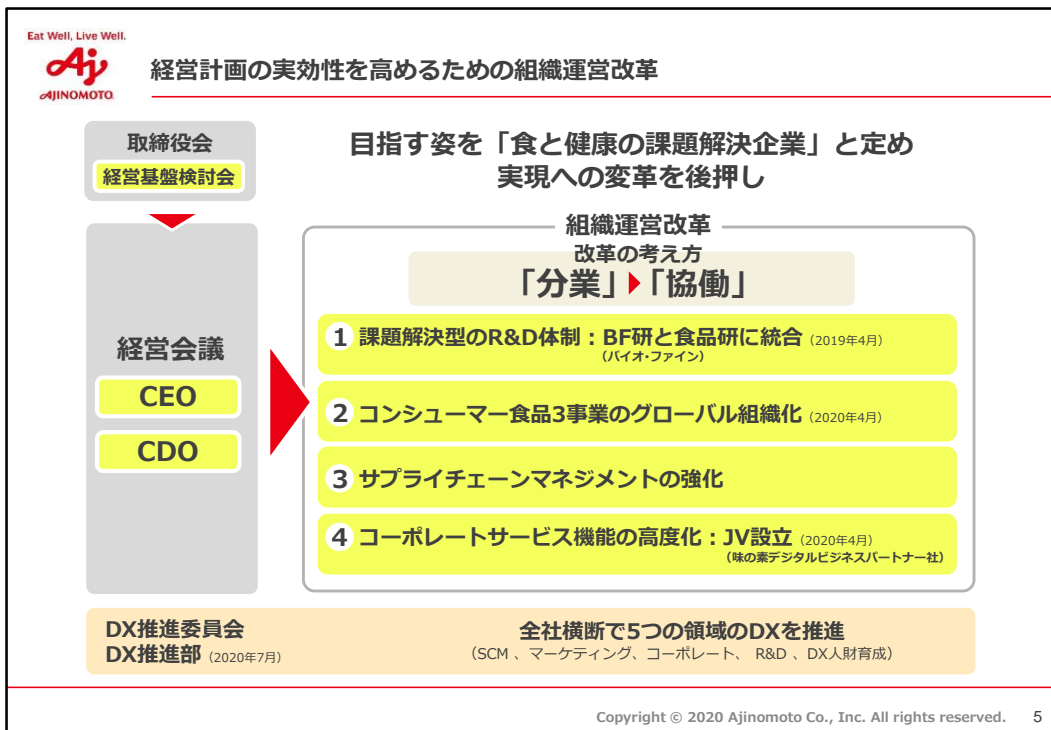 Eat Well, Live Well.
Aj
AJINOMOTO
経営計画の実効性を高めるための組織運営改革
取締役会
経営基盤検討会
目指す姿を「食と健康の課題解決企業」と定め
実現への変革を後押し
経営会議
CEO
CDO
組織運営改革
改革の考え方
「分業」「協働」
1 課題解決型のR&D体制：BF研と食品研に統合 (2019年4月)
(バイオ・ファイン)
2 コンシューマー食品3事業のグローバル組織化 (2020年4月)
3 サプライチェーンマネジメントの強化
4 コーポレートサービス機能の高度化：JV設立 (2020年4月)
(味の素デジタルビジネスパートナー社)
DX推進委員会
DX推進部 (2020年7月)
全社横断で5つの領域のDXを推進
(SCM 、マーケティング、コーポレート、 R&D 、DX人財育成)
Copyright © 2020 Ajinomoto Co., Inc. All rights reserved. 5